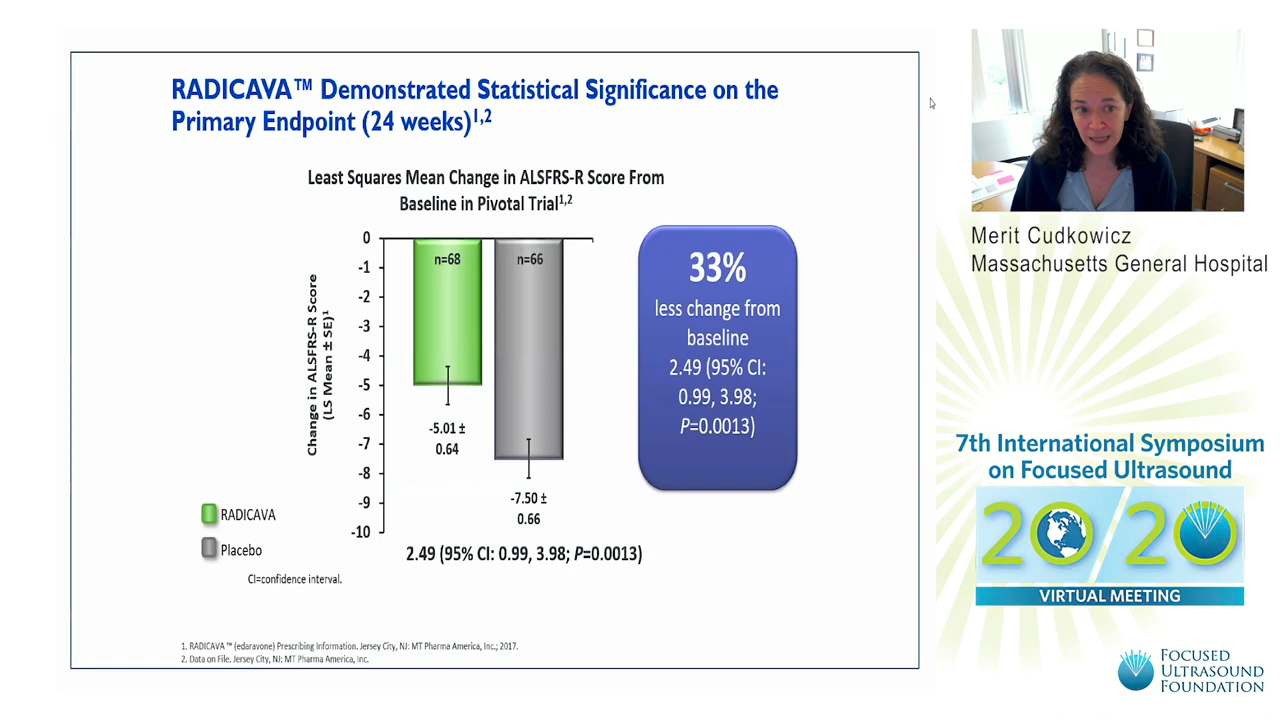 RADICAVA™ Demonstrated Statistical Significance on the
Primary Endpoint (24 weeks)1,2
Least Squares Mean Change in ALSFRS-R Score From
Baseline in Pivotal Trial1,2
Change in ALSFRS-R Score
(LS Mean ± SE)1
0
-1
-2
-3
-4
-5
-6
-7
-8
-9
-10
n=68
n=66
-5.01 ±
0.64
-7.50 ±
0.66
2.49 (95% CI: 0.99, 3.98; P=0.0013)
RADICAVA
Placebo
CI=confidence interval.
33%
less change from
baseline
2.49 (95% CI:
0.99, 3.98;
P=0.0013)
1. RADICAVA™ (edaravone) Prescribing Information. Jersey City, NJ: MT Pharma America, Inc.; 2017.
2. Data on File. Jersey City, NJ: MT Pharma America, Inc.
Merit Cudkowicz
Massachusetts General Hospital
7th International Symposium
on Focused Ultrasound
20/20
VIRTUAL MEETING
FOCUSED
ULTRASOUND
FOUNDATION